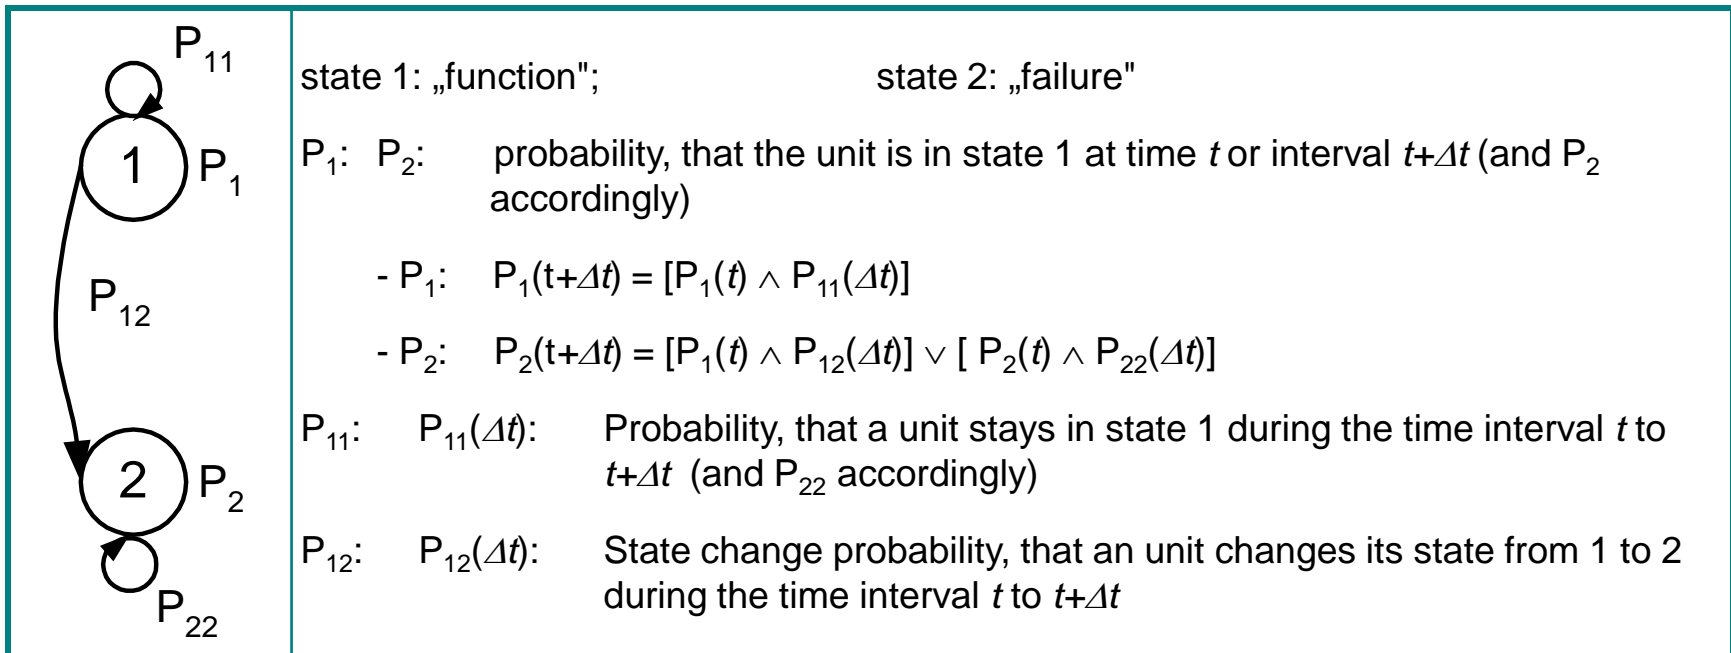 P₁₁
1
P₁
P₁₂
2
P₂
P₂₂
state 1: „function"; state 2: „failure"
P₁: P₂: probability, that the unit is in state 1 at time t or interval t+Δt (and P₂
accordingly)
- P₁: P₁(t+Δt) = [P₁(t) ∧ P₁₁(Δt)]
- P₂: P₂(t+Δt) = [P₁(t) ∧ P₁₂(Δt)] ∨ [ P₂(t) ∧ P₂₂(Δt)]
P₁₁: P₁₁(Δt): Probability, that a unit stays in state 1 during the time interval t to
t+Δt (and P₂₂ accordingly)
P₁₂: P₁₂(Δt): State change probability, that an unit changes its state from 1 to 2
during the time interval t to t+Δt